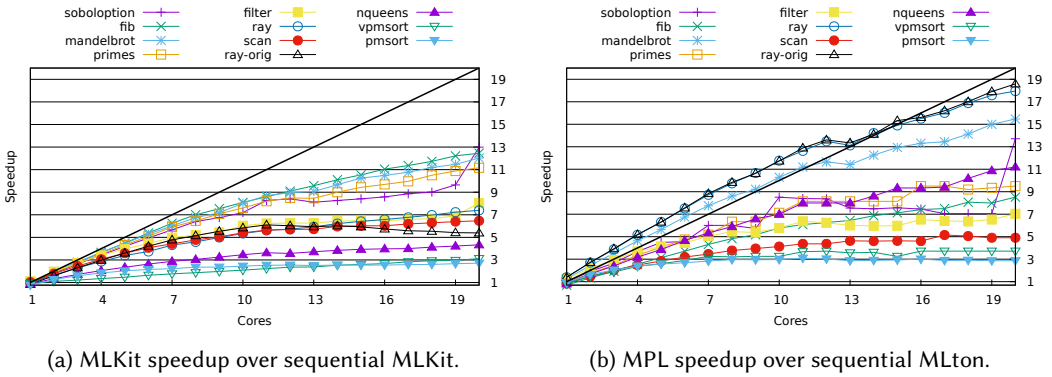 soboloption
fib
mandelbrot
primes
filter
ray
scan
ray-orig
nqueens
vpmsort
pmsort
Speedup
19
17
15
13
11
9
7
5
3
1
1 4 7 10 13 16 19
Cores
(a) MLKit speedup over sequential MLKit.
soboloption
fib
mandelbrot
primes
filter
ray
scan
ray-orig
nqueens
vpmsort
pmsort
Speedup
19
17
15
13
11
9
7
5
3
1
1 4 7 10 13 16 19
Cores
(b) MPL speedup over sequential MLton.